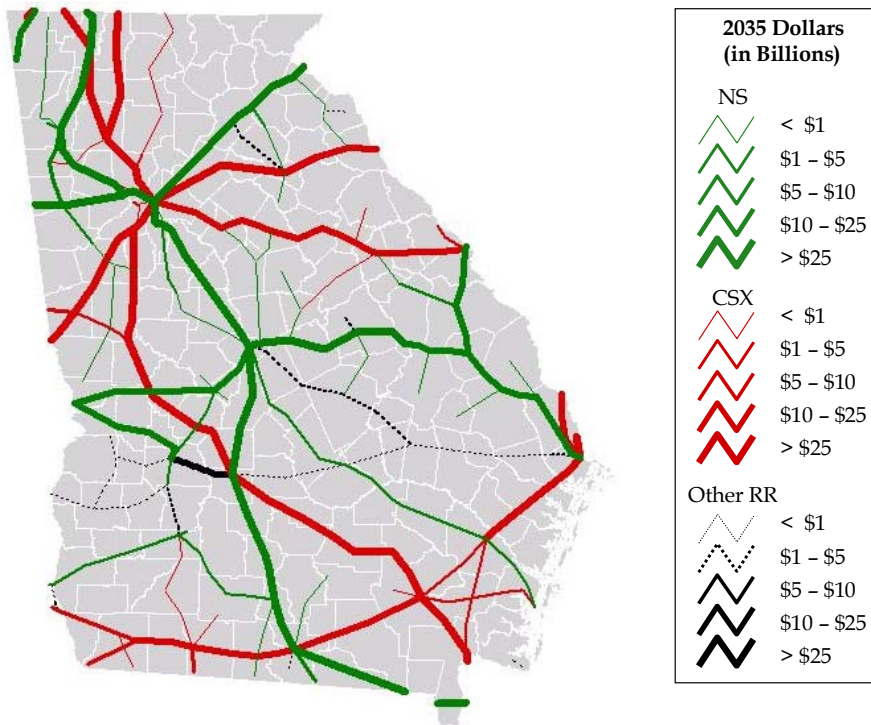 2035 Dollars
(in Billions)
NS
< $1
$1 – $5
$5 – $10
$10 – $25
> $25
CSX
< $1
$1 – $5
$5 – $10
$10 – $25
> $25
Other RR
< $1
$1 – $5
$5 – $10
$10 – $25
> $25